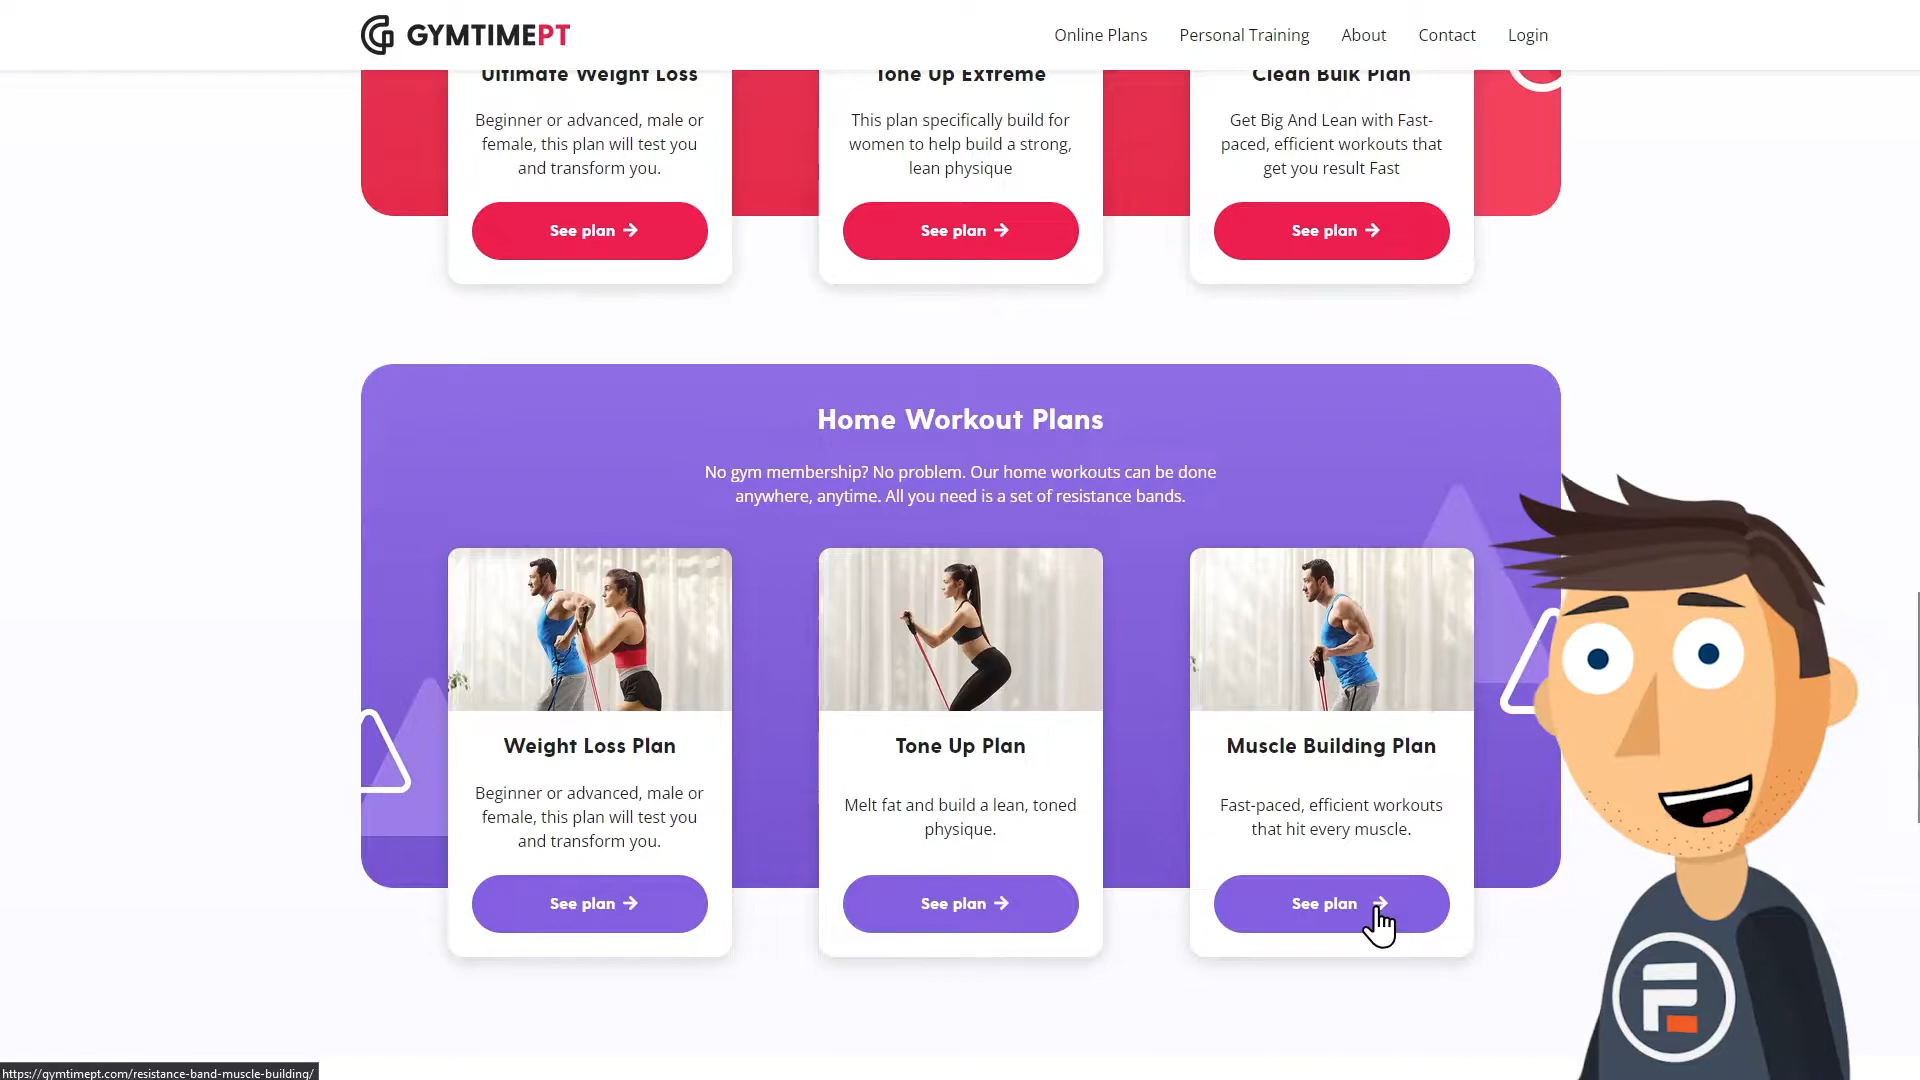 GYMTIMEPT
Online Plans
Personal Training
About
Contact
Login
Ultimate Weight Loss
Beginner or advanced, male or
female, this plan will test you
and transform you.
See plan →
Tone Up Extreme
This plan specifically build for
women to help build a strong,
lean physique
See plan →
Clean Bulk Plan
Get Big And Lean with Fast-
paced, efficient workouts that
get you result Fast
See plan →
Home Workout Plans
No gym membership? No problem. Our home workouts can be done
anywhere, anytime. All you need is a set of resistance bands.
Weight Loss Plan
Beginner or advanced, male or
female, this plan will test you
and transform you.
See plan →
Tone Up Plan
Melt fat and build a lean, toned
physique.
See plan →
Muscle Building Plan
Fast-paced, efficient workouts
that hit every muscle.
See plan →
https://gymtimept.com/resistance-band-muscle-building/